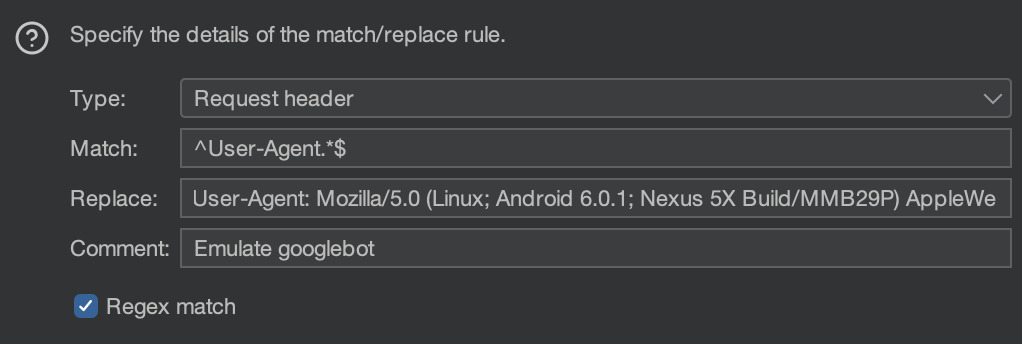 Specify the details of the match/replace rule.
Type: Request header
Match: ^User-Agent.*$
Replace: User-Agent: Mozilla/5.0 (Linux; Android 6.0.1; Nexus 5X Build/MMB29P) AppleWe
Comment: Emulate googlebot
Regex match